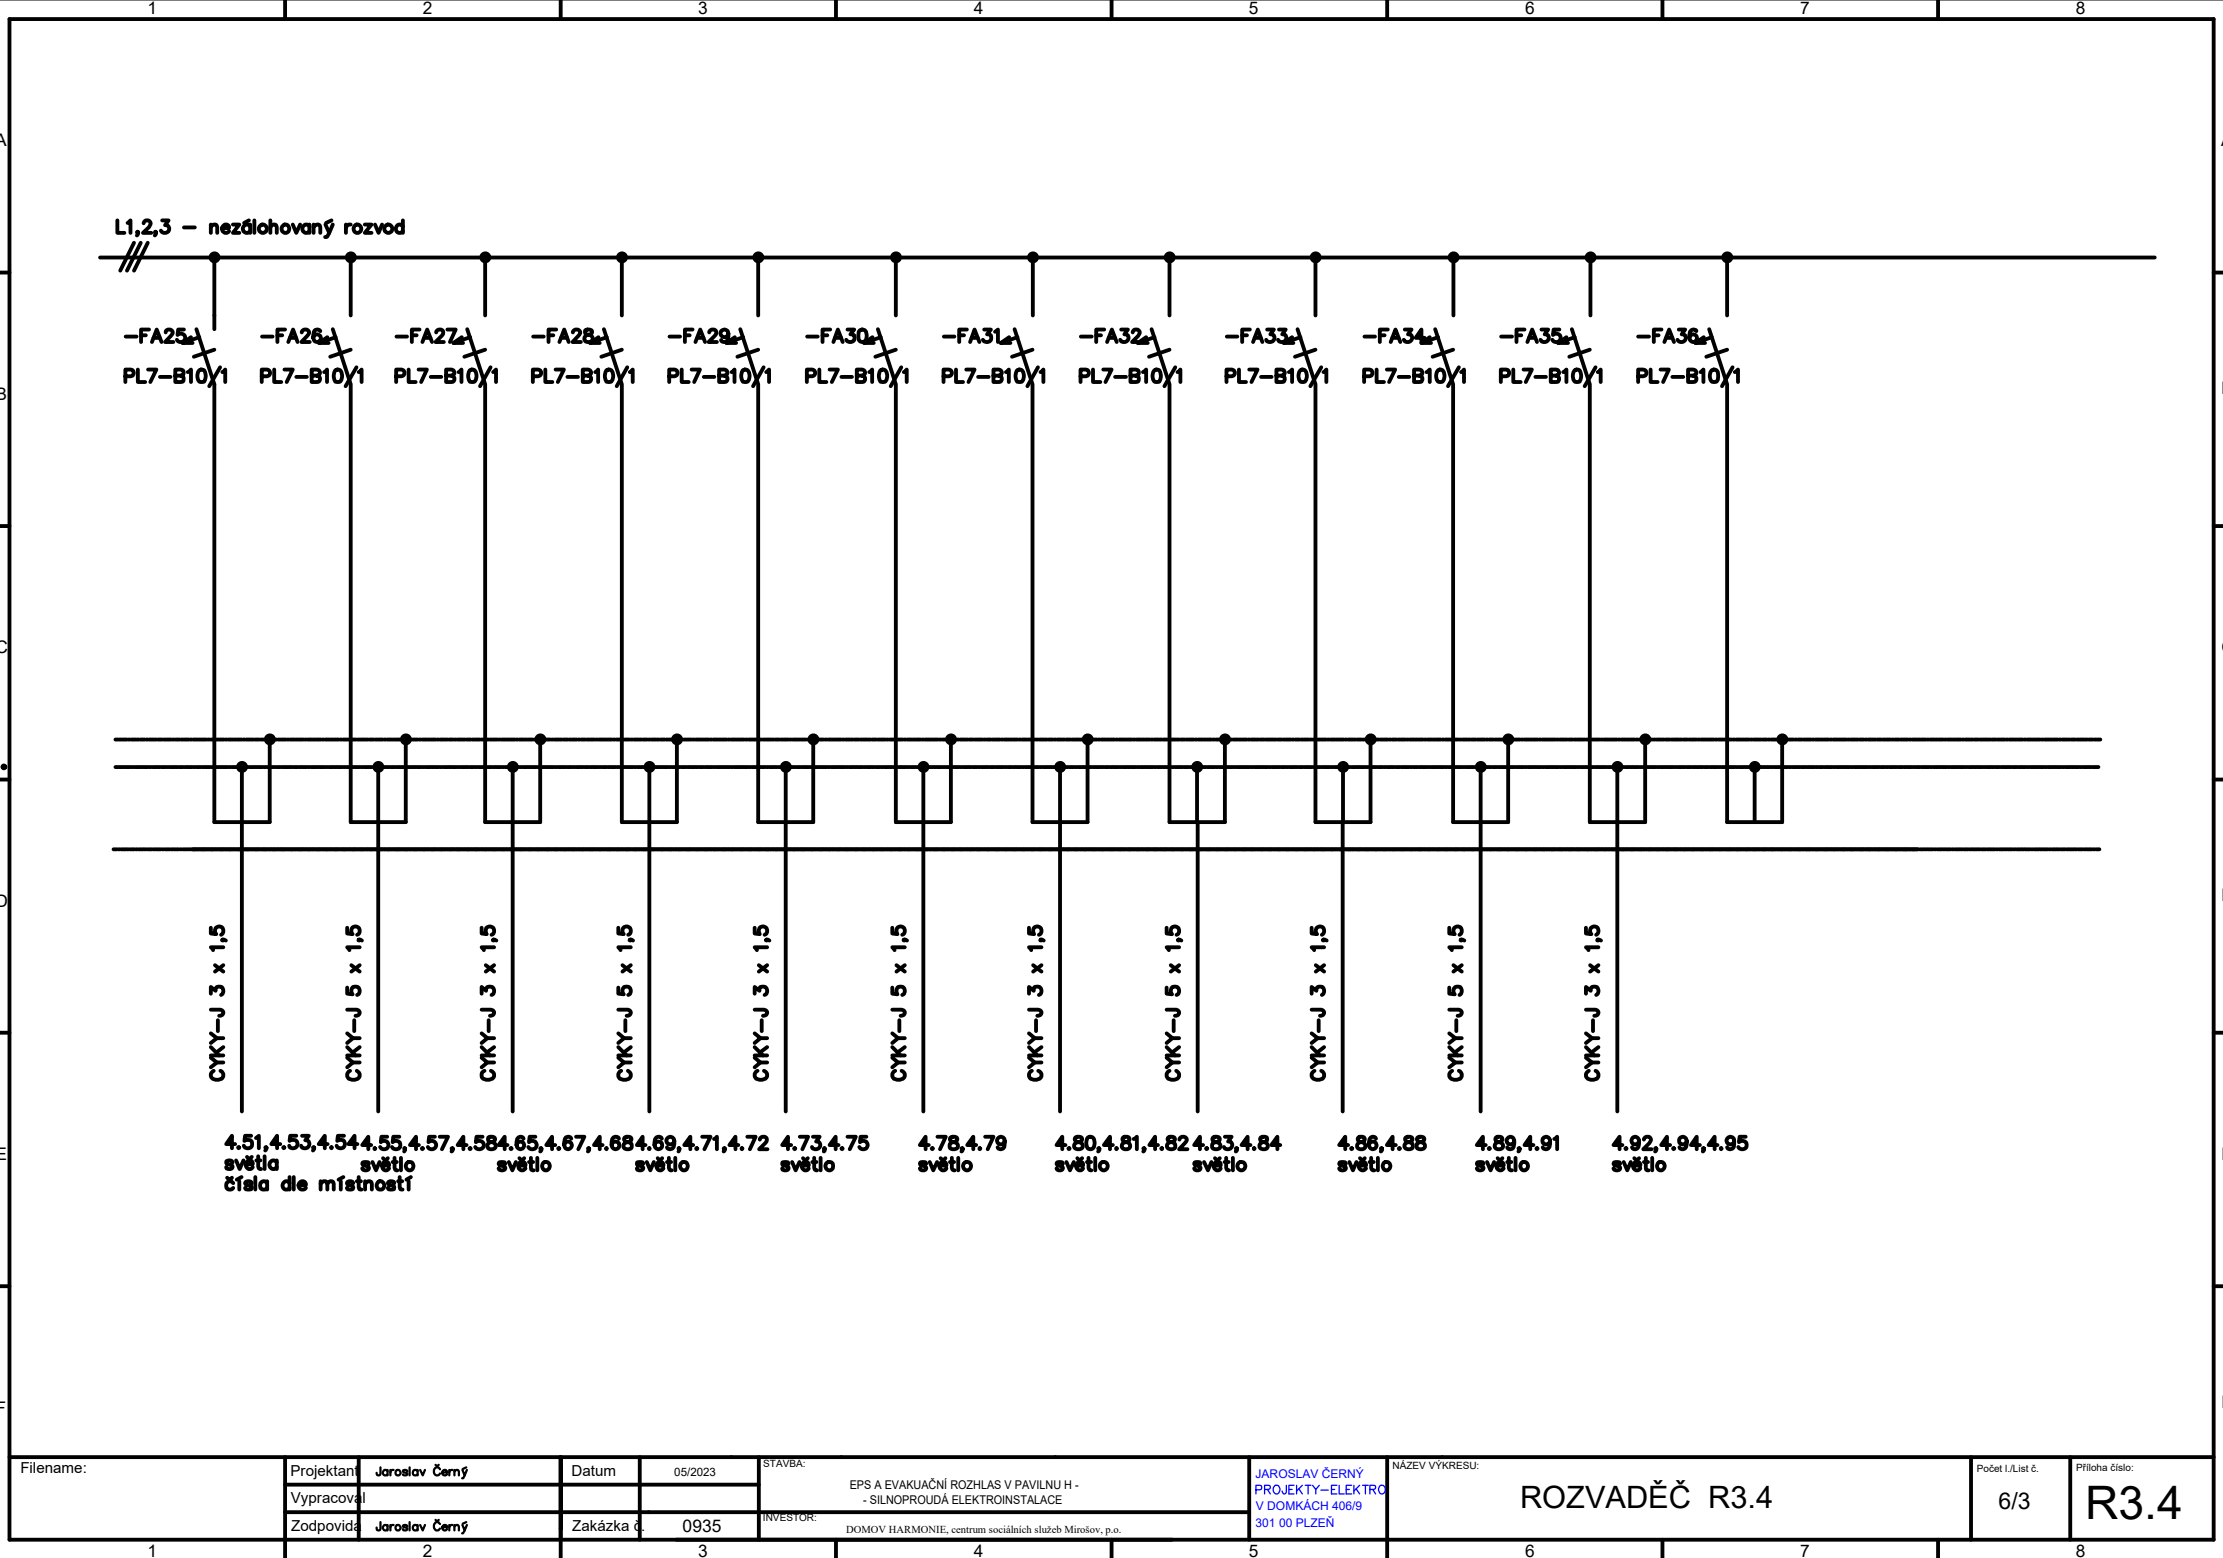 1 2 3 4 5 6 7 8
A
L1,2,3 – nezálohovaný rozvod
–FA25 –FA26 –FA27 –FA28 –FA29 –FA30 –FA31 –FA32 –FA33 –FA34 –FA35 –FA36
PL7–B10/1 PL7–B10/1 PL7–B10/1 PL7–B10/1 PL7–B10/1 PL7–B10/1 PL7–B10/1 PL7–B10/1 PL7–B10/1 PL7–B10/1 PL7–B10/1 PL7–B10/1
B
C
D
CYKY–J 3 x 1,5
CYKY–J 5 x 1,5
CYKY–J 3 x 1,5
CYKY–J 5 x 1,5
CYKY–J 3 x 1,5
CYKY–J 5 x 1,5
CYKY–J 3 x 1,5
CYKY–J 5 x 1,5
CYKY–J 3 x 1,5
CYKY–J 5 x 1,5
CYKY–J 3 x 1,5
E
4.51,4.53,4.54 4.55,4.57,4.58 4.65,4.67,4.68 4.69,4.71,4.72 4.73,4.75 4.78,4.79 4.80,4.81,4.82 4.83,4.84 4.86,4.88 4.89,4.91 4.92,4.94,4.95
světla světlo světlo světlo světlo světlo světlo světlo světlo světlo světlo
čísla dle místností
F
Filename:
Projektant Jaroslav Černý
Vypracoval
Zodpovídá Jaroslav Černý
Datum 05/2023
Zakázka č. 0935
STAVBA:
EPS A EVAKUAČNÍ ROZHLAS V PAVILNU H -
- SILNOPROUDÁ ELEKTROINSTALACE
INVESTOR:
DOMOV HARMONIE, centrum sociálních služeb Mirošov, p.o.
JAROSLAV ČERNÝ
PROJEKTY–ELEKTRO
V DOMKÁCH 406/9
301 00 PLZEŇ
NÁZEV VÝKRESU:
ROZVADĚČ R3.4
Počet l./List č.
6/3
Příloha číslo:
R3.4
1 2 3 4 5 6 7 8